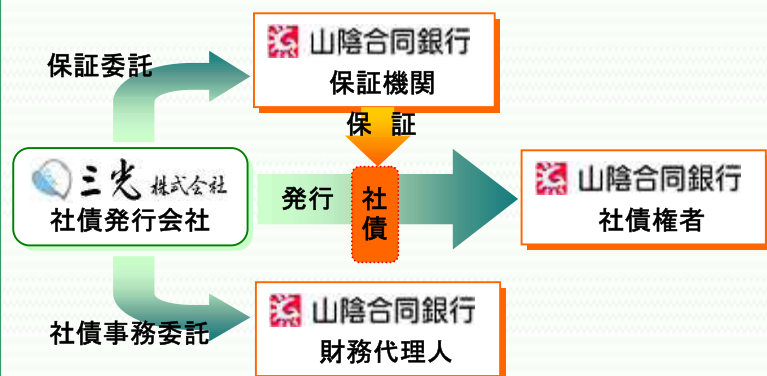 保証委託
山陰合同銀行
保証機関
保 証
三光 株式会社
社債発行会社
発行
社債
山陰合同銀行
社債権者
社債事務委託
山陰合同銀行
財務代理人